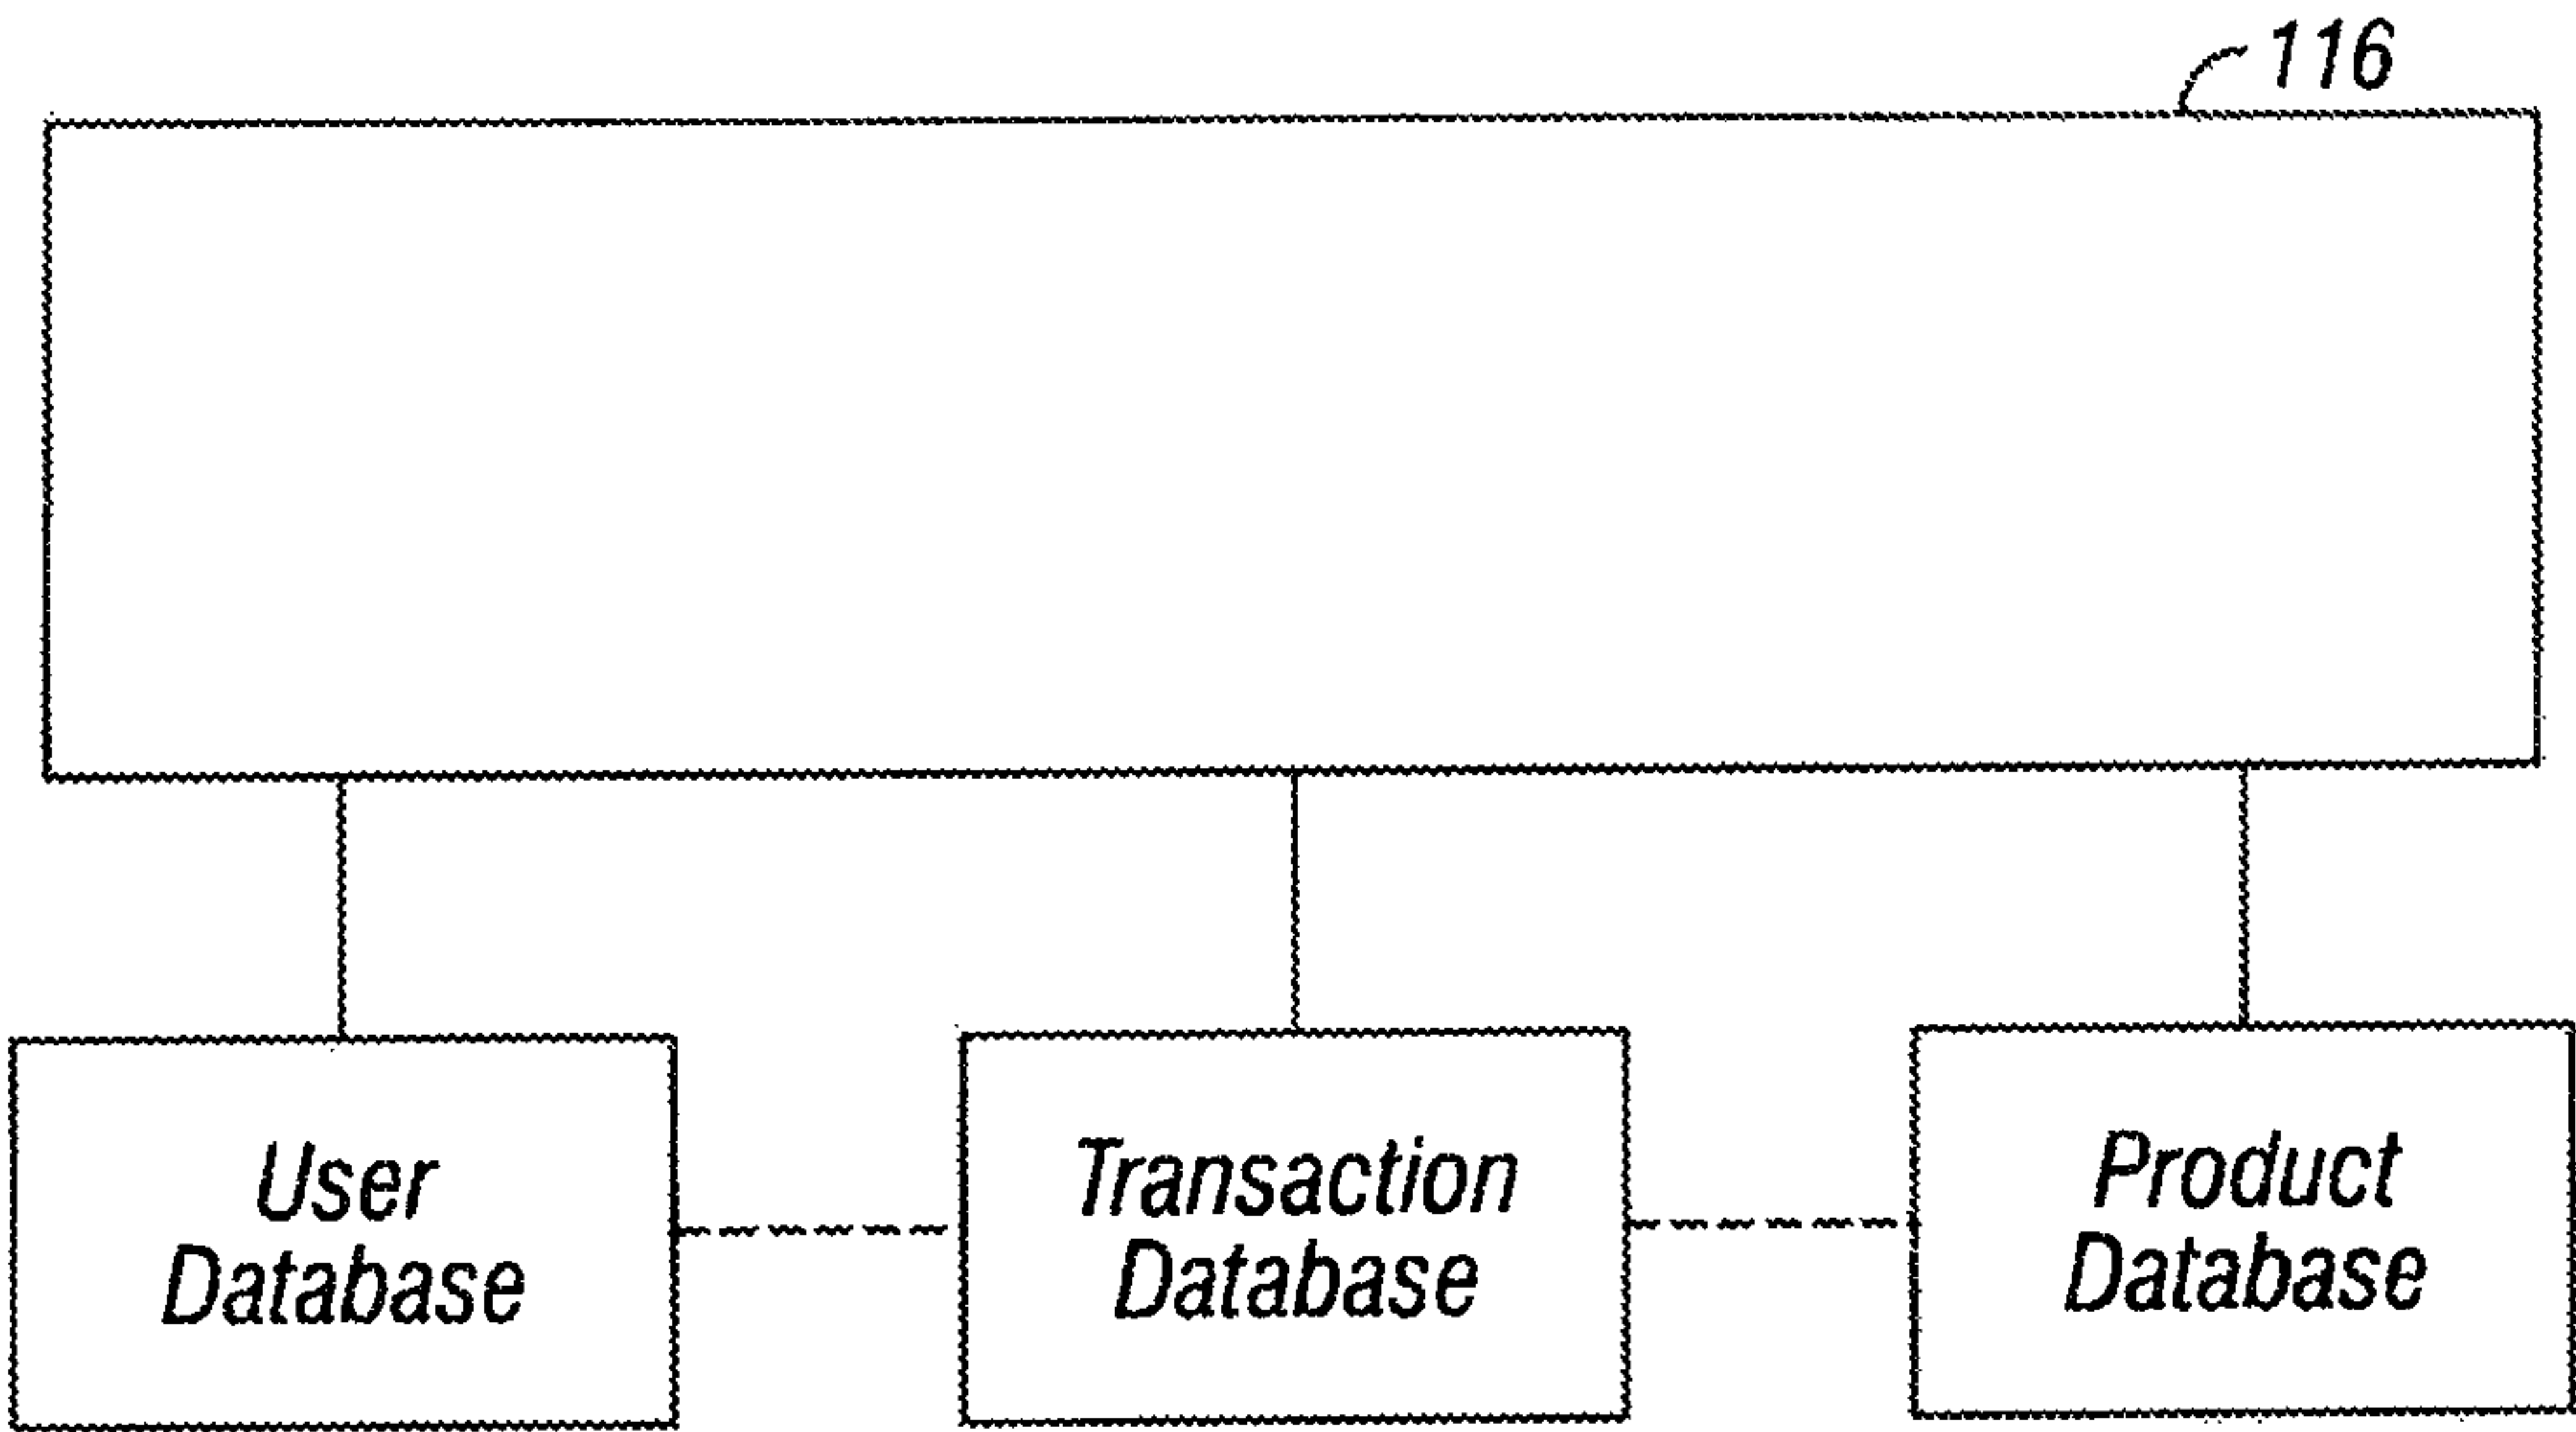 116
User
Database
Transaction
Database
Product
Database